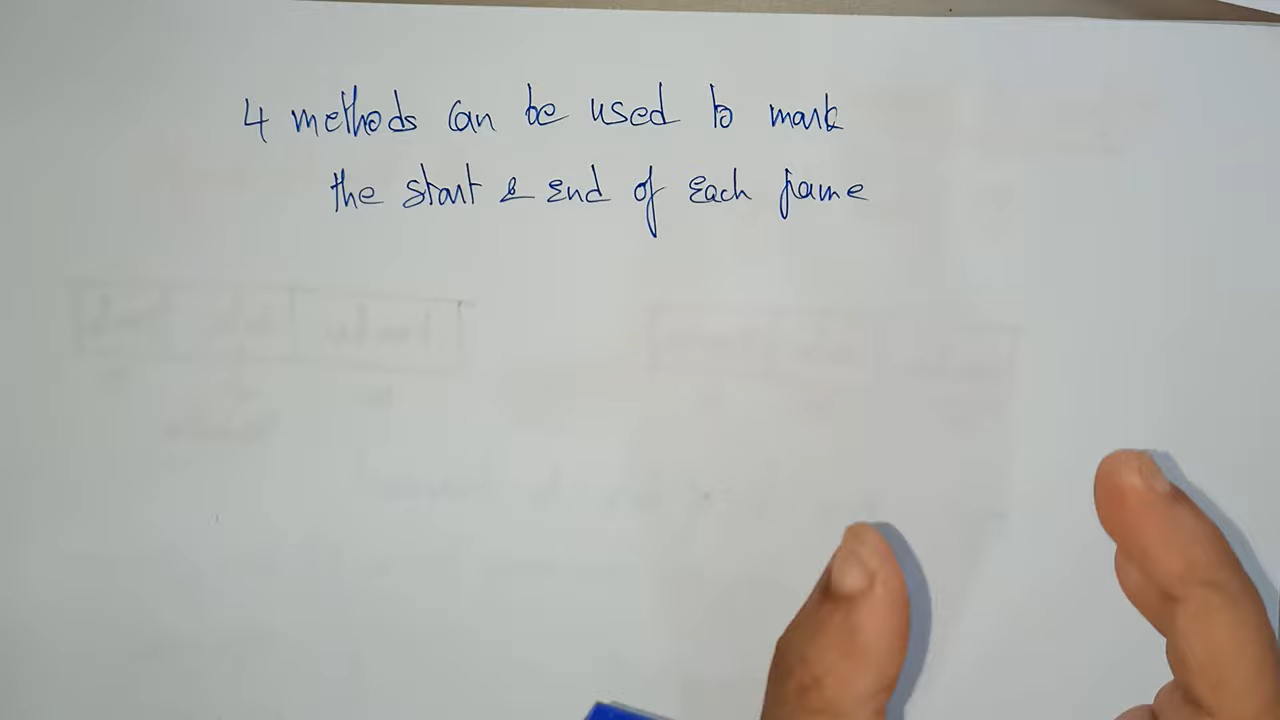 4 methods can be used to mark
the start & End of Each frame